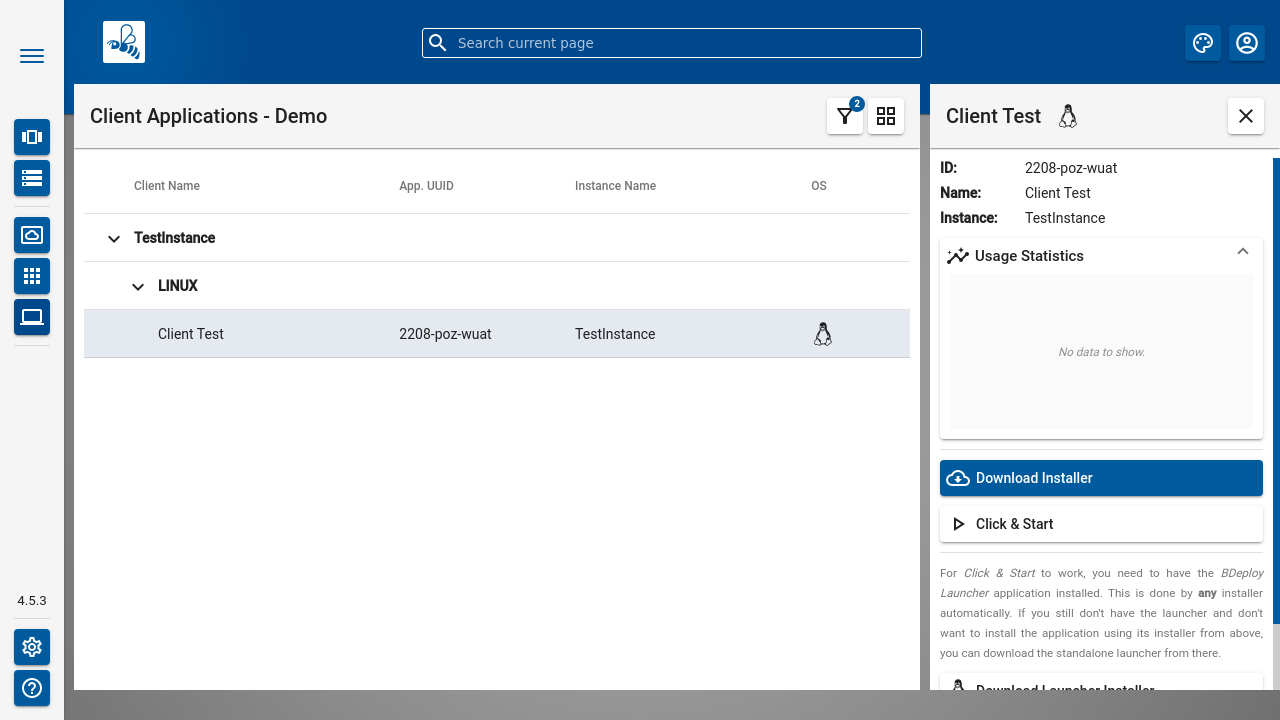 Search current page
Client Applications - Demo
2
Client Test
Client Name App. UUID Instance Name OS
TestInstance
LINUX
Client Test 2208-poz-wuat TestInstance
ID: 2208-poz-wuat
Name: Client Test
Instance: TestInstance
Usage Statistics
No data to show.
Download Installer
Click & Start
For Click & Start to work, you need to have the BDeploy
Launcher application installed. This is done by any installer
automatically. If you still don't have the launcher and don't
want to install the application using its installer from above,
you can download the standalone launcher from there.
Download Launcher Installer
4.5.3